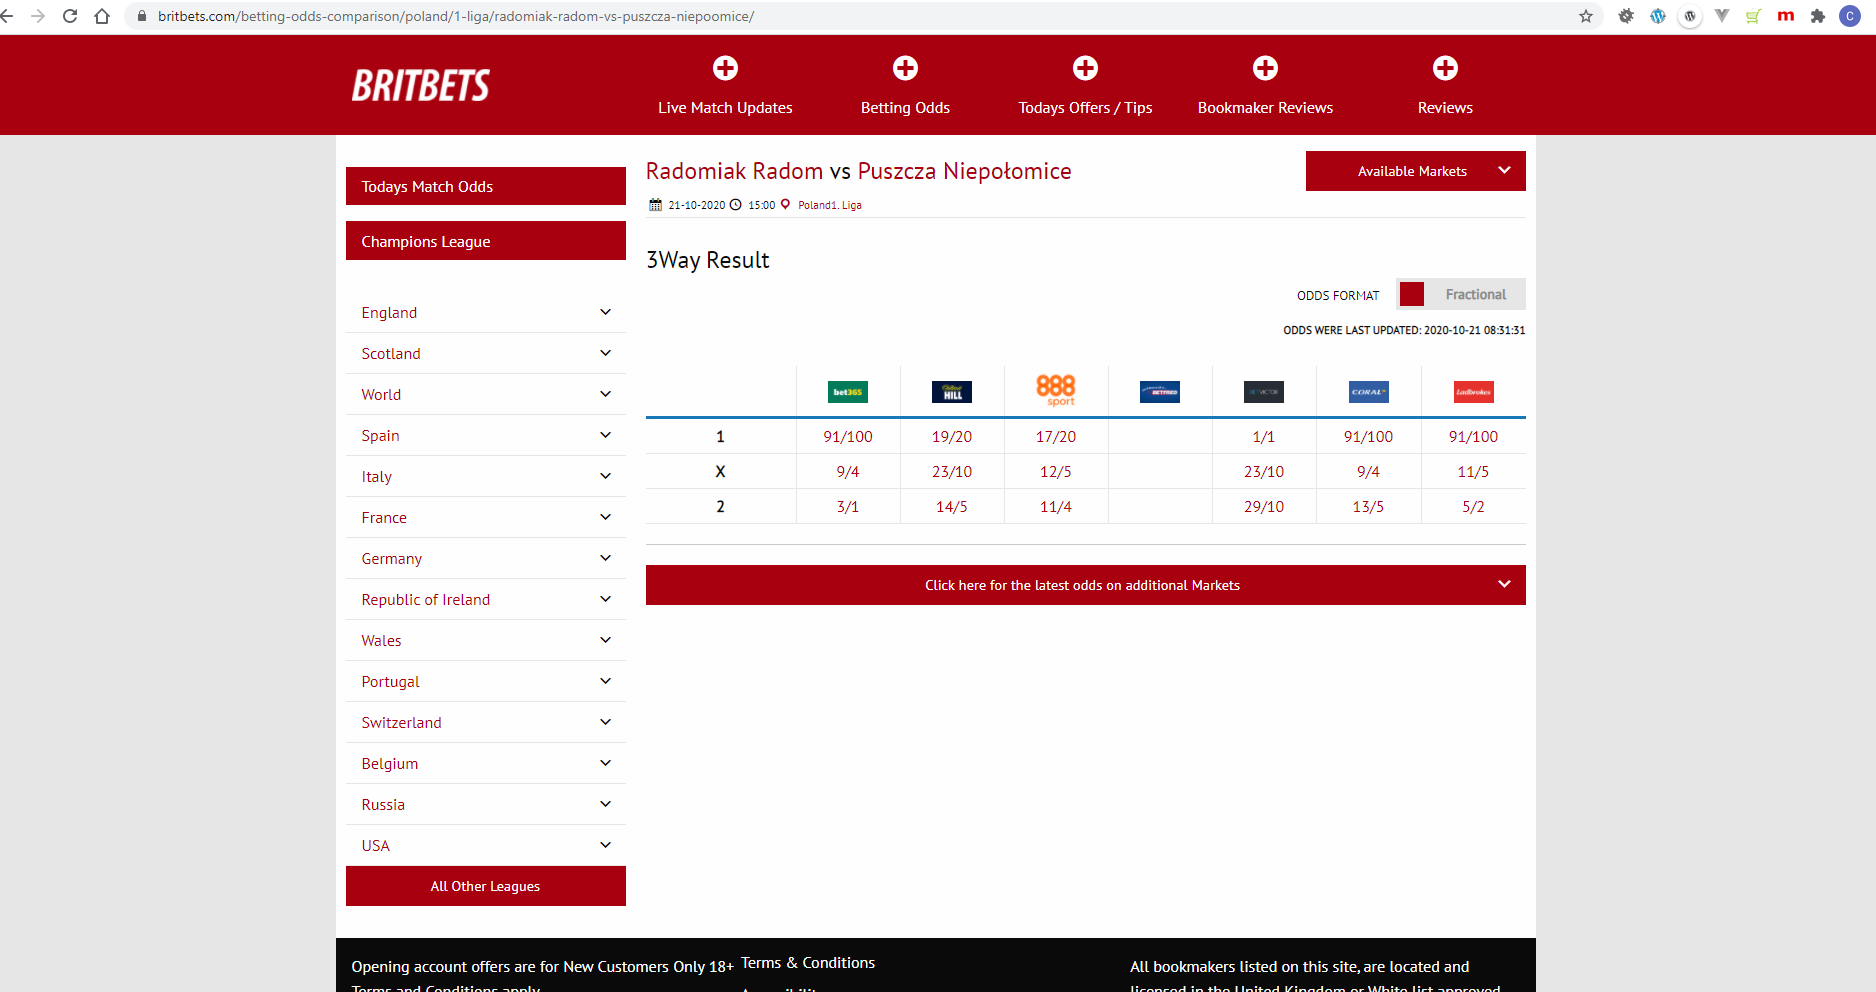 britbets.com/betting-odds-comparison/poland/1-liga/radomiak-radom-vs-puszcza-niepoomice/
m
C
BRITBETS
Live Match Updates
Betting Odds
Todays Offers / Tips
Bookmaker Reviews
Reviews
Todays Match Odds
Champions League
England
Scotland
World
Spain
Italy
France
Germany
Republic of Ireland
Wales
Portugal
Switzerland
Belgium
Russia
USA
All Other Leagues
Radomiak Radom vs Puszcza Niepołomice
Available Markets
21-10-2020 15:00 Poland1. Liga
3Way Result
ODDS FORMAT Fractional
ODDS WERE LAST UPDATED: 2020-10-21 08:31:31
bet365 William HILL 888 sport BETFRED BETVICTOR CORAL Ladbrokes
1 91/100 19/20 17/20 1/1 91/100 91/100
X 9/4 23/10 12/5 23/10 9/4 11/5
2 3/1 14/5 11/4 29/10 13/5 5/2
Click here for the latest odds on additional Markets
Opening account offers are for New Customers Only 18+
Terms and Conditions apply
Terms & Conditions
All bookmakers listed on this site, are located and
licensed in the United Kingdom or White list approved